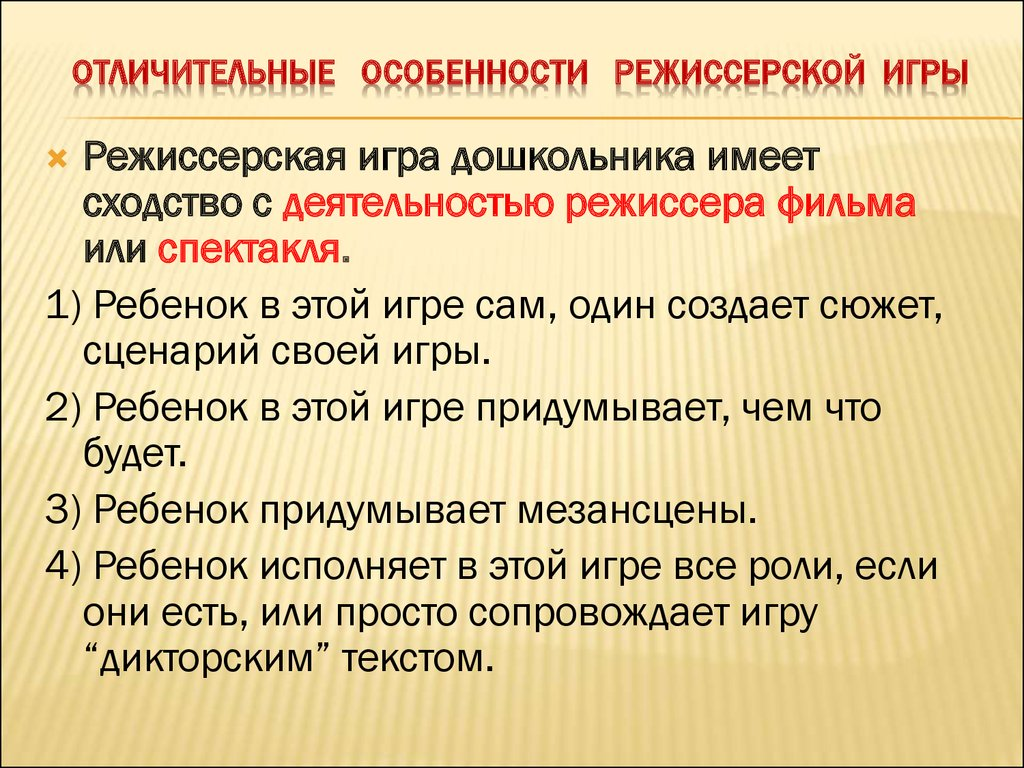 ОТЛИЧИТЕЛЬНЫЕ ОСОБЕННОСТИ РЕЖИССЕРСКОЙ ИГРЫ
Режиссерская игра дошкольника имеет
сходство с деятельностью режиссера фильма
или спектакля.
1) Ребенок в этой игре сам, один создает сюжет,
сценарий своей игры.
2) Ребенок в этой игре придумывает, чем что
будет.
3) Ребенок придумывает мезансцены.
4) Ребенок исполняет в этой игре все роли, если
они есть, или просто сопровождает игру
“дикторским” текстом.